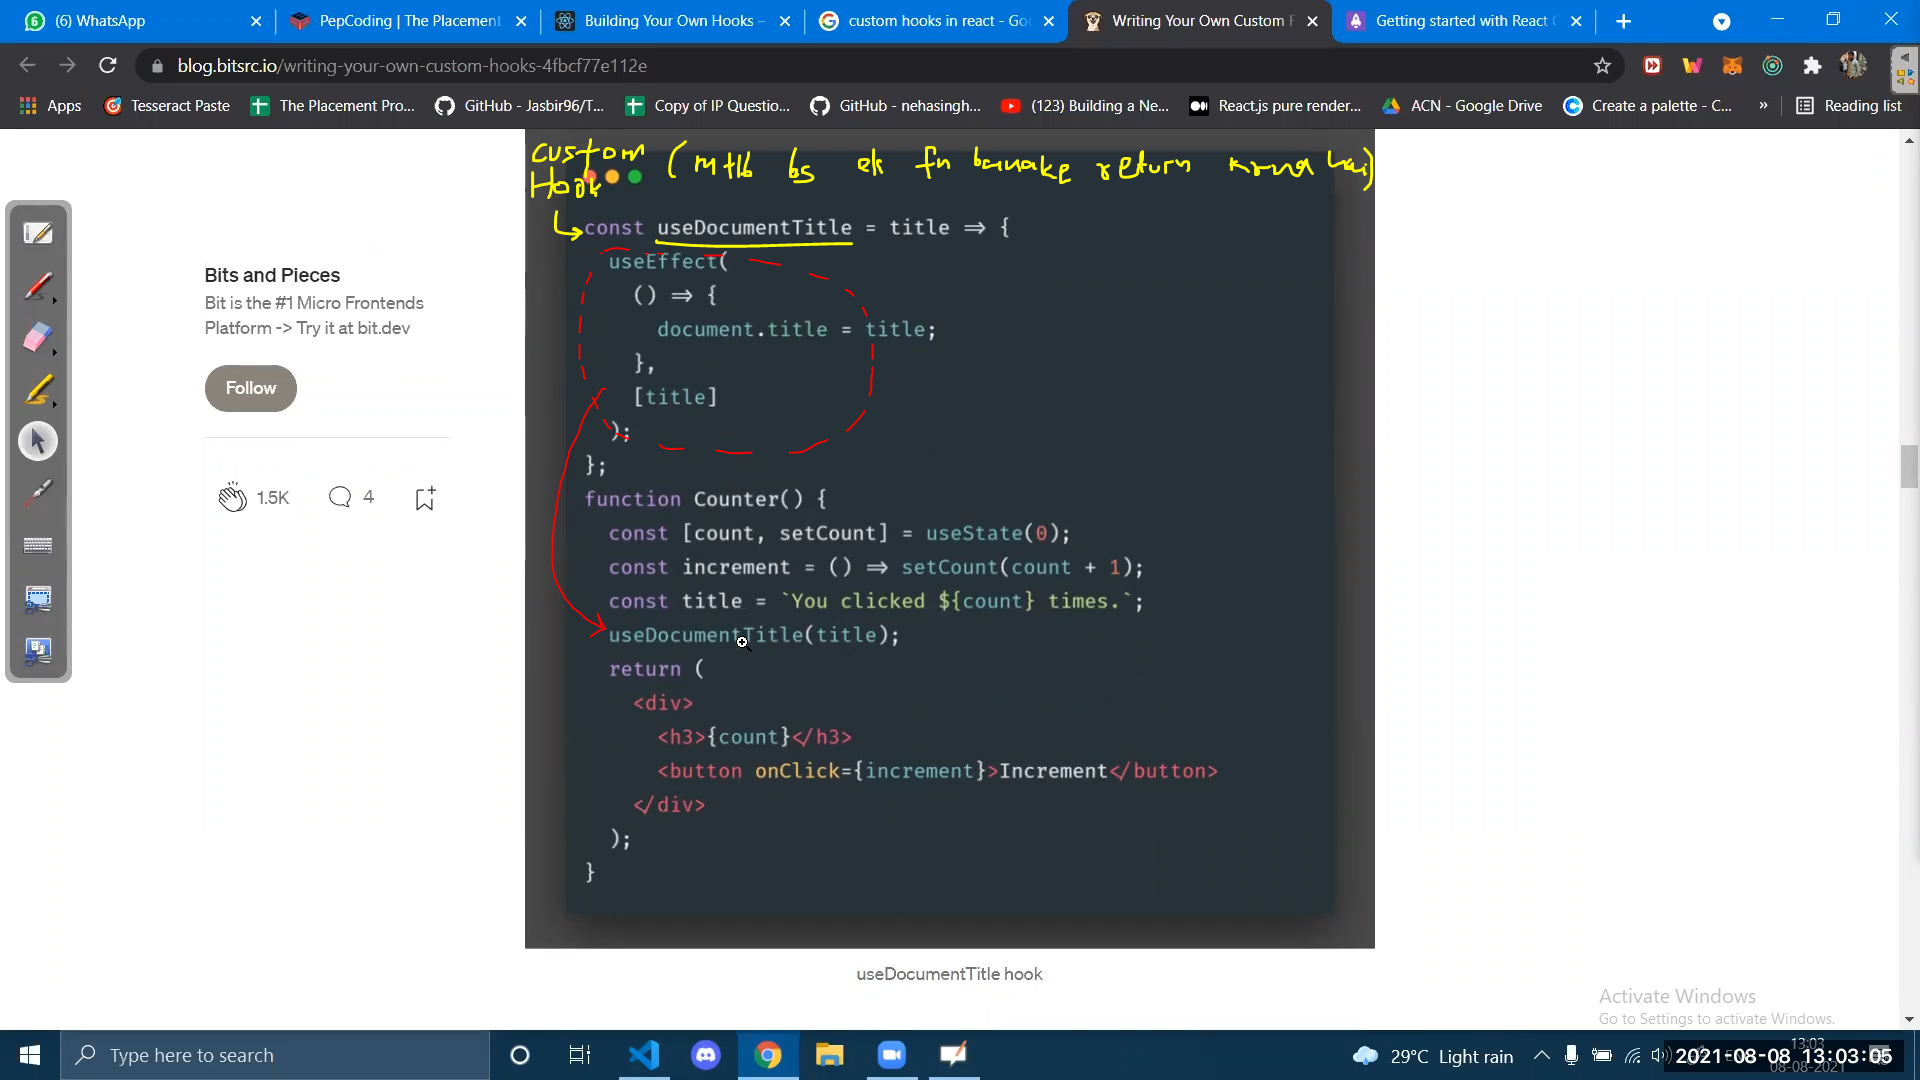 (6) WhatsApp
PepCoding | The Placement
Building Your Own Hooks –
custom hooks in react - Goo
Writing Your Own Custom H
Getting started with React C
blog.bitsrc.io/writing-your-own-custom-hooks-4fbcf77e112e
Apps
Tesseract Paste
The Placement Pro...
GitHub - Jasbir96/T...
Copy of IP Questio...
GitHub - nehasingh...
(123) Building a Ne...
React.js pure render...
ACN - Google Drive
Create a palette - C...
»
Reading list
Custom Hook (mtlb bs ek fn banake return krna hai)
Bits and Pieces
Bit is the #1 Micro Frontends
Platform -> Try it at bit.dev
Follow
1.5K
4
const useDocumentTitle = title => {
useEffect(
() => {
document.title = title;
},
[title]
);
};
function Counter() {
const [count, setCount] = useState(0);
const increment = () => setCount(count + 1);
const title = `You clicked ${count} times.`;
useDocumentTitle(title);
return (
<div>
<h3>{count}</h3>
<button onClick={increment}>Increment</button>
</div>
);
}
useDocumentTitle hook
Activate Windows
Go to Settings to activate Windows.
Type here to search
29°C Light rain
13:03
08-08-2021
2021-08-08 13:03:05